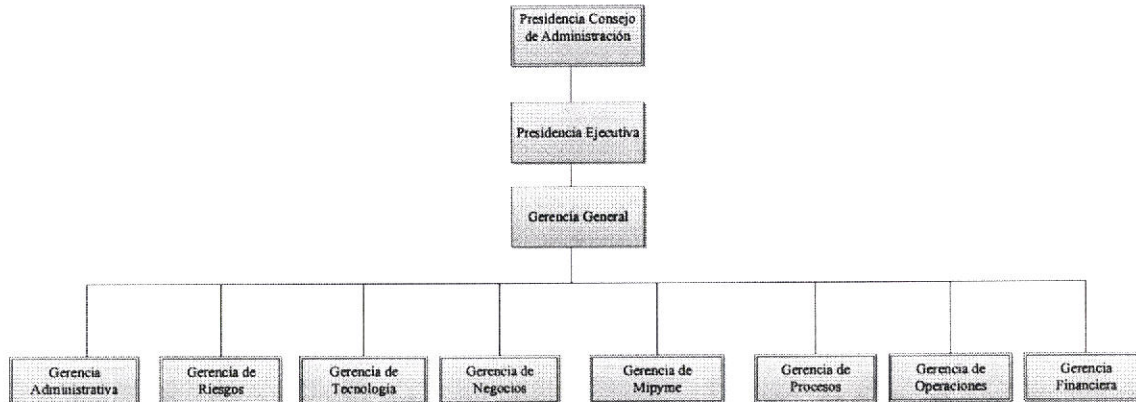 Presidencia Consejo
de Administración
Presidencia Ejecutiva
Gerencia General
Gerencia
Administrativa
Gerencia de
Riesgos
Gerencia de
Tecnología
Gerencia de
Negocios
Gerencia de
Mipyme
Gerencia de
Procesos
Gerencia de
Operaciones
Gerencia
Financiera